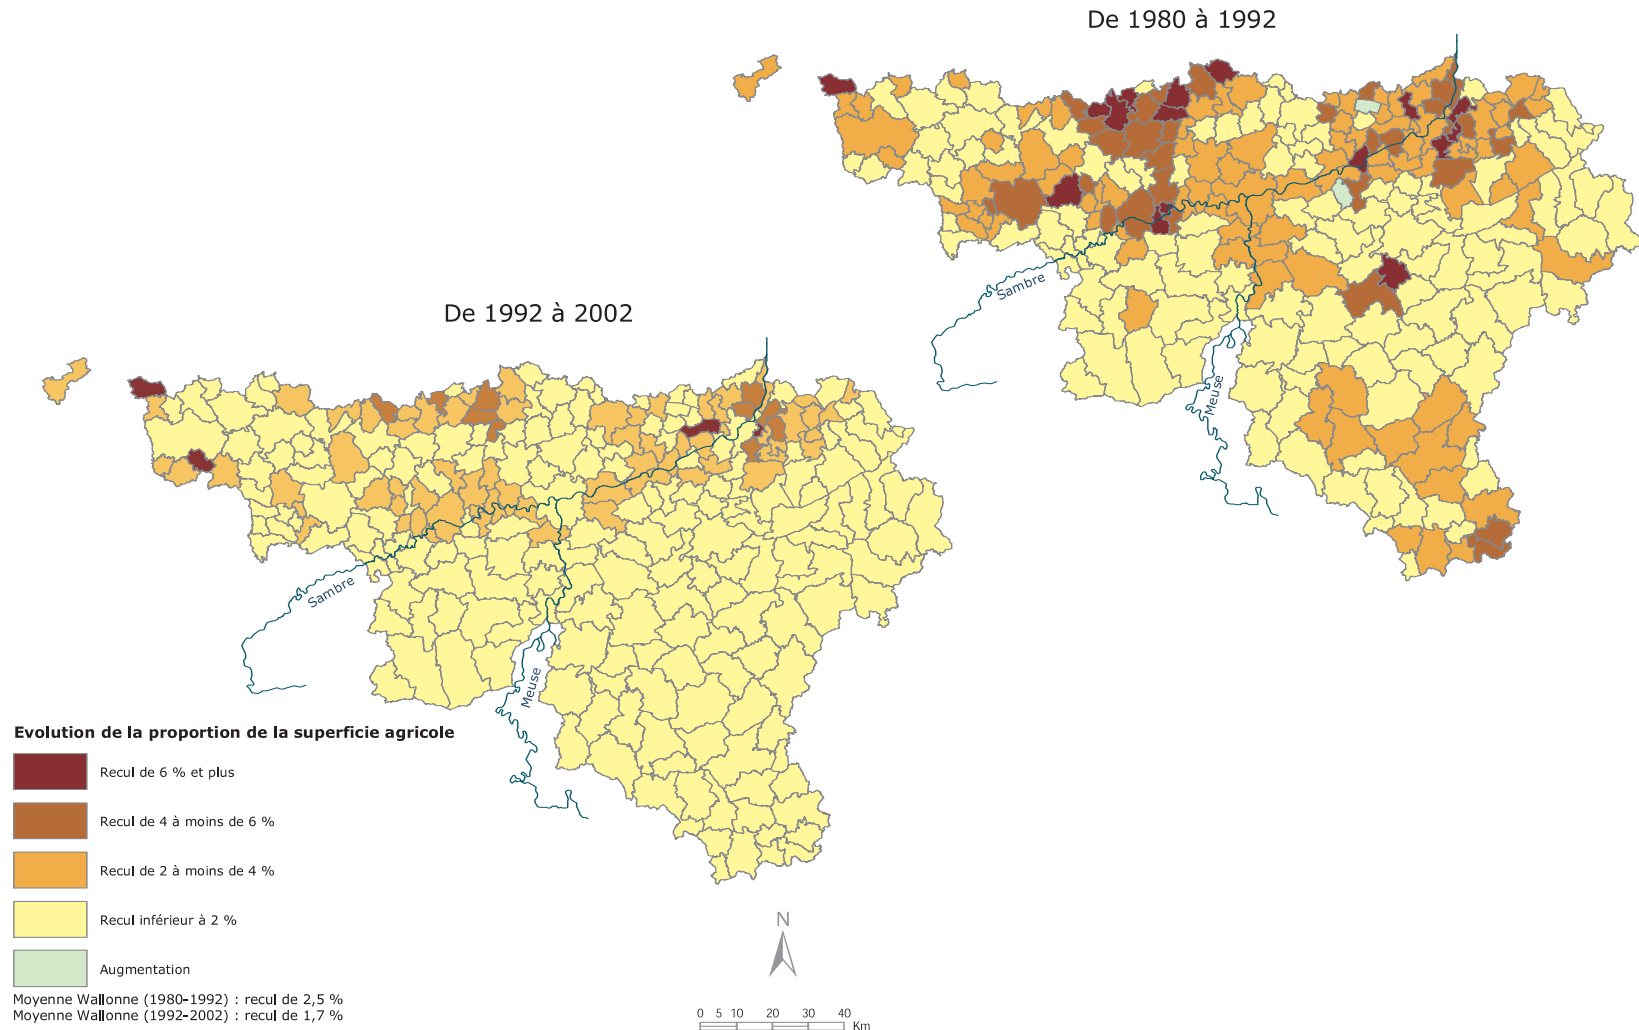 De 1980 à 1992
Sambre
Meuse
De 1992 à 2002
Sambre
Meuse
Evolution de la proportion de la superficie agricole
Recul de 6 % et plus
Recul de 4 à moins de 6 %
Recul de 2 à moins de 4 %
Recul inférieur à 2 %
Augmentation
Moyenne Wallonne (1980-1992) : recul de 2,5 %
Moyenne Wallonne (1992-2002) : recul de 1,7 %
N
0 5 10 20 30 40
Km